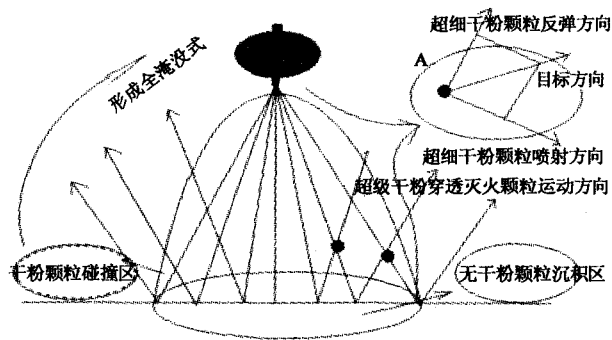 超细干粉颗粒反弹方向
形成全淹没式
A
目标方向
超细干粉颗粒喷射方向
超级干粉穿透灭火颗粒运动方向
干粉颗粒碰撞区
无干粉颗粒沉积区